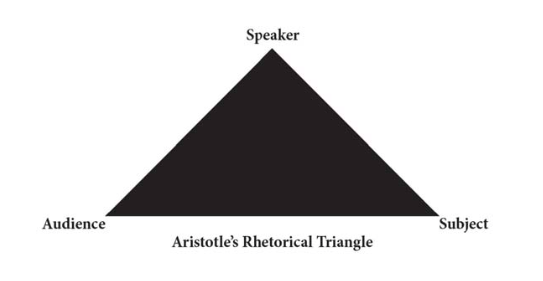 Speaker
Audience
Subject
Aristotle’s Rhetorical Triangle